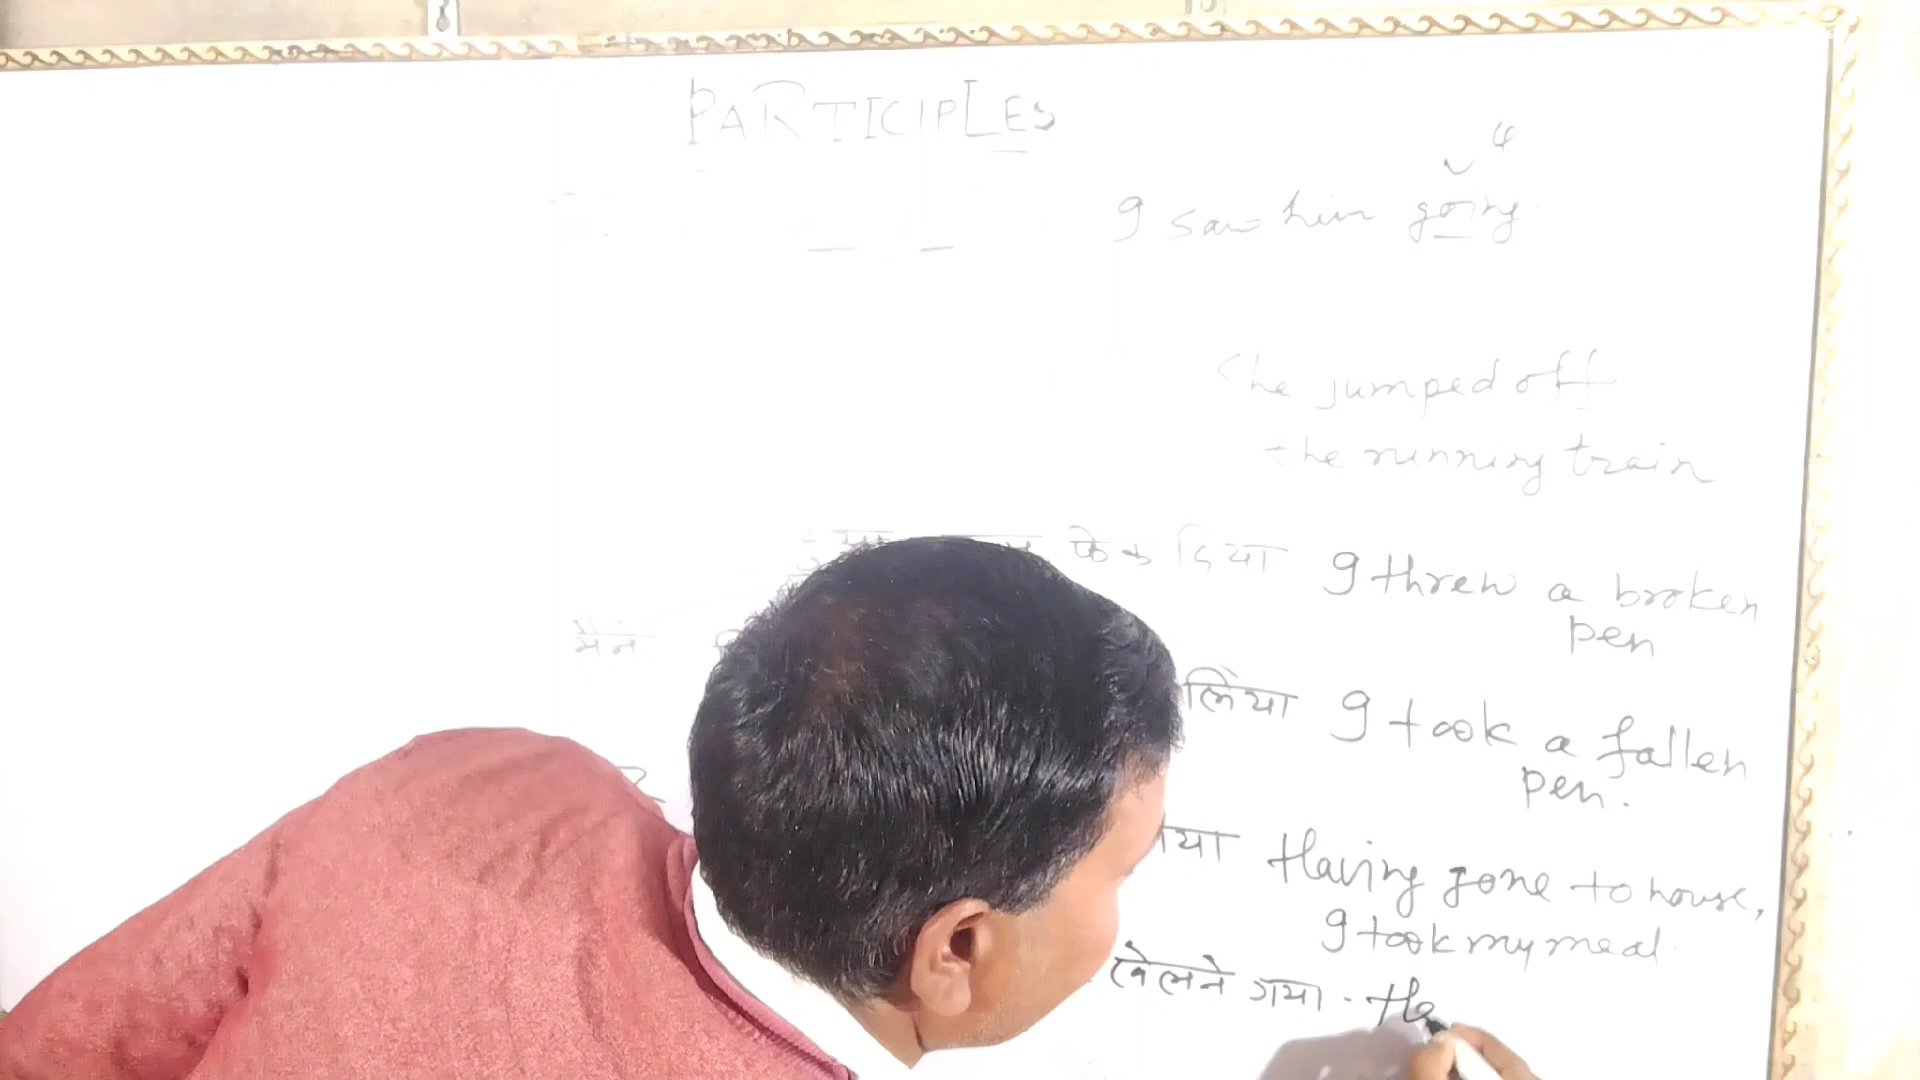 PARTICIPLES
I saw him going
She jumped off
the running train
फेंक दिया I threw a broken
pen
मैंने
लिया I took a fallen
pen.
Having gone to house,
I took my meal.
खेलने गया. He